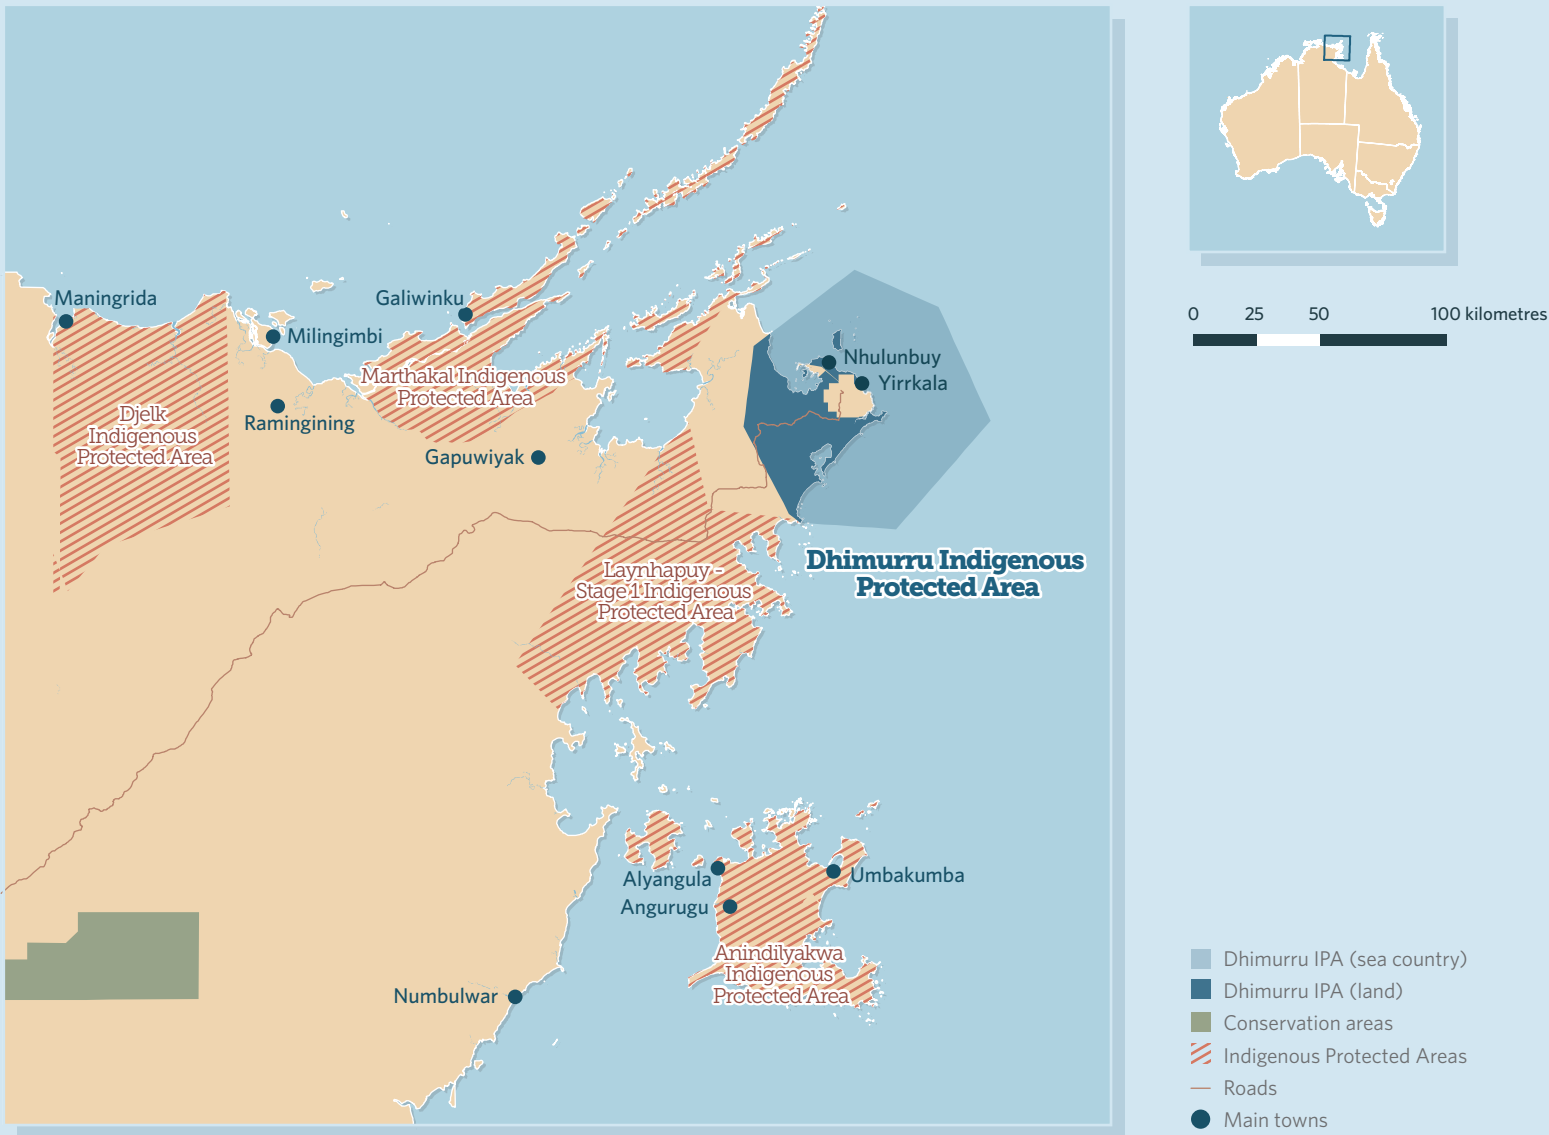 Maningrida
Galiwinku
Milingimbi
Nhulunbuy
Yirrkala
Marthakal Indigenous
Protected Area
Djelk
Indigenous
Protected Area
Ramingining
Gapuwiyak
Dhimurru Indigenous
Protected Area
Laynhapuy -
Stage 1 Indigenous
Protected Area
Alyangula
Umbakumba
Angurugu
Anindilyakwa
Indigenous
Protected Area
Numbulwar
0 25 50 100 kilometres
Dhimurru IPA (sea country)
Dhimurru IPA (land)
Conservation areas
Indigenous Protected Areas
Roads
Main towns